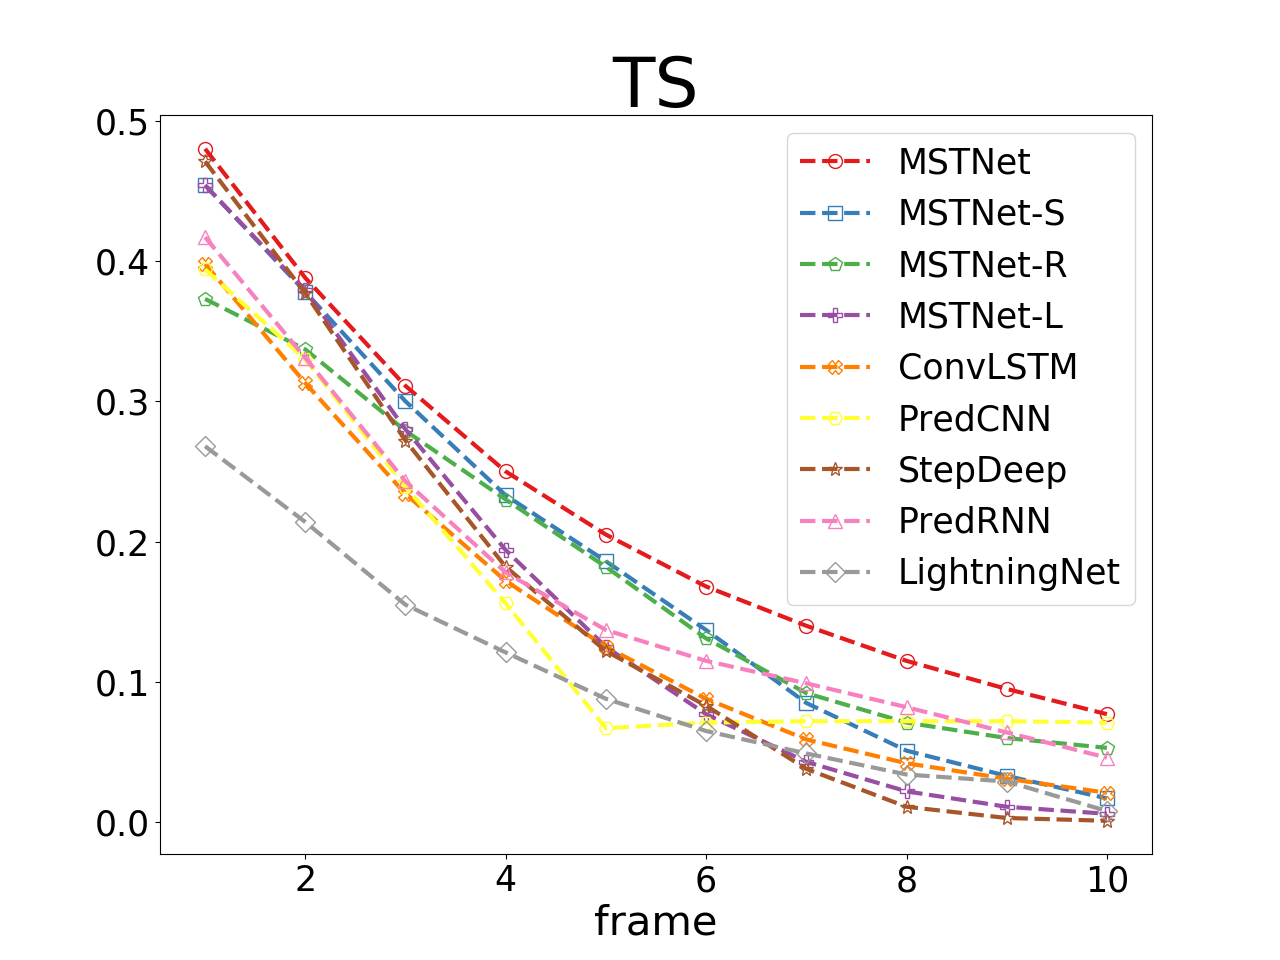 TS
0.5
0.4
0.3
0.2
0.1
0.0
MSTNet
MSTNet-S
MSTNet-R
MSTNet-L
ConvLSTM
PredCNN
StepDeep
PredRNN
LightningNet
2 4 6 8 10
frame